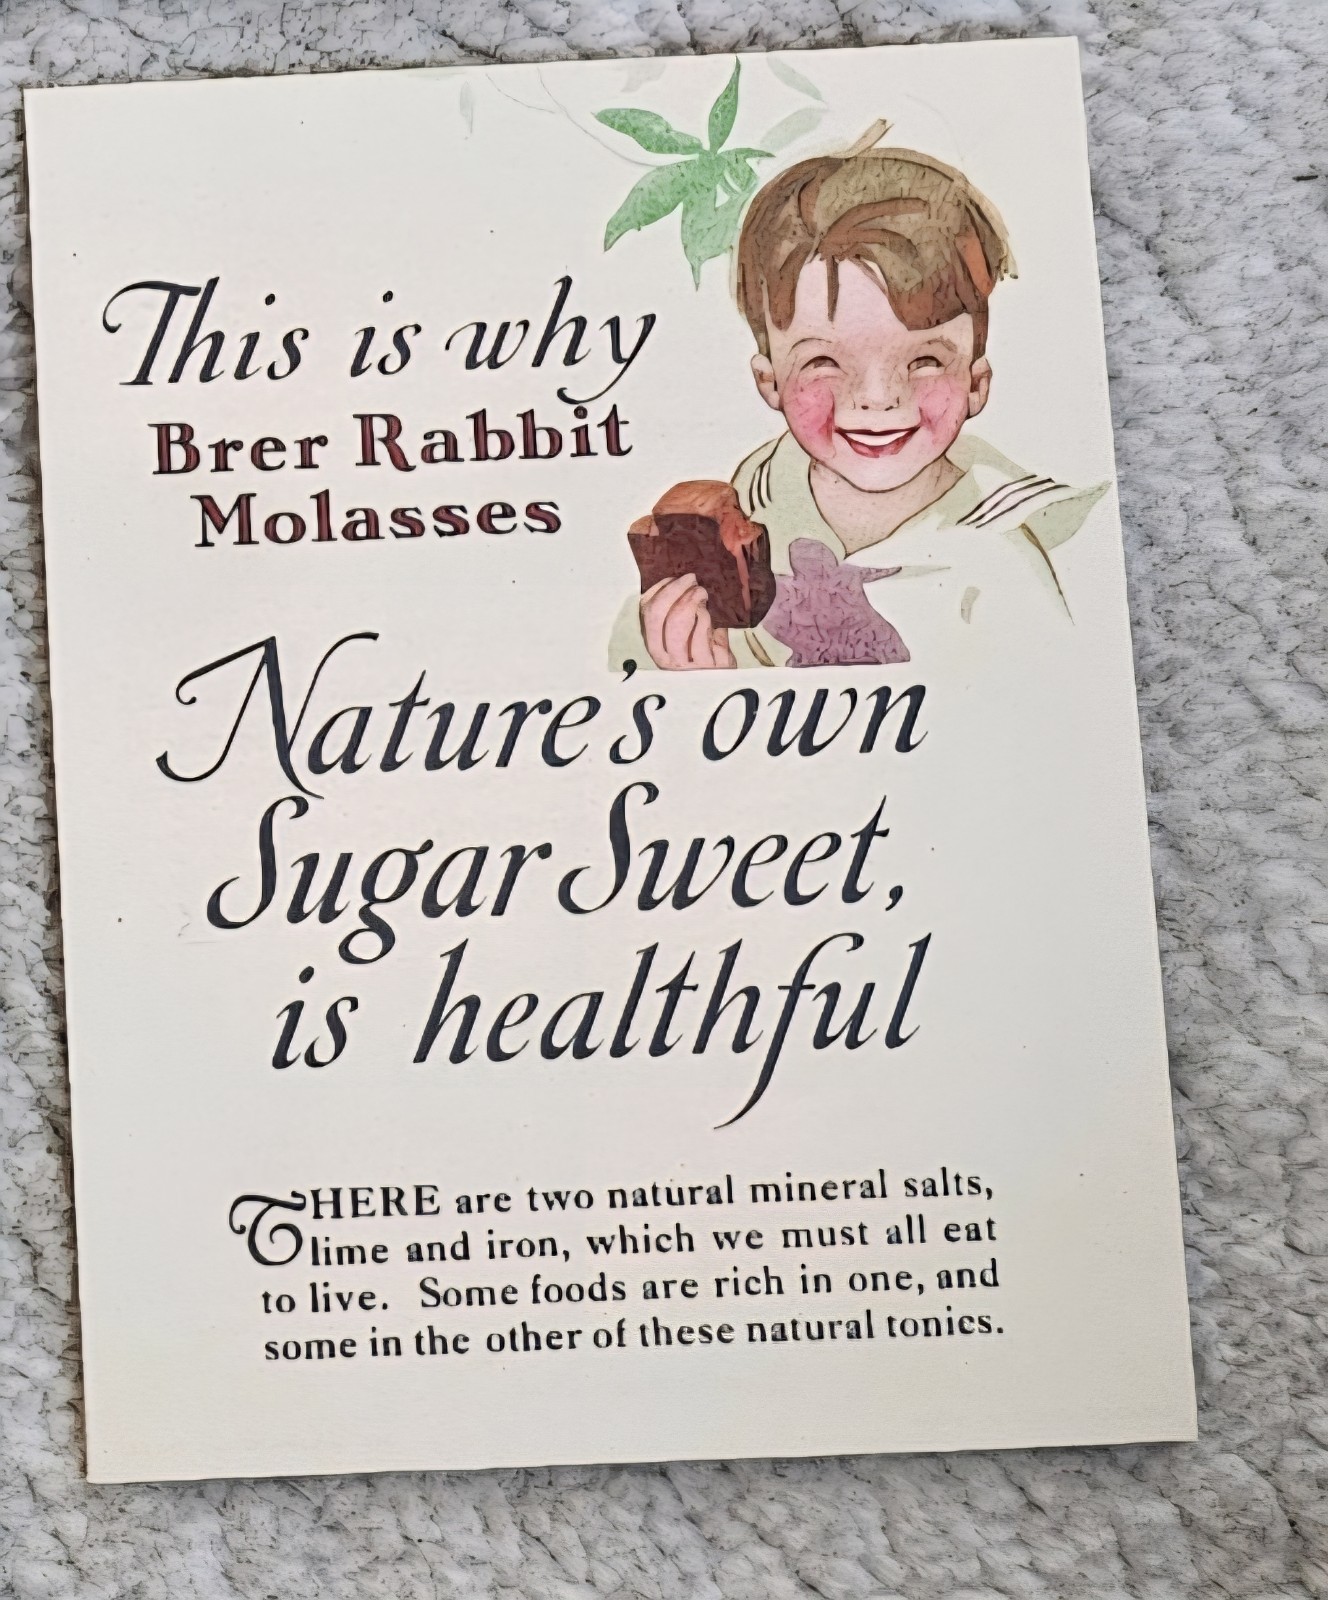 This is why
Brer Rabbit
Molasses
Nature's own
Sugar Sweet,
is healthful
THERE are two natural mineral salts,
lime and iron, which we must all eat
to live. Some foods are rich in one, and
some in the other of these natural tonics.